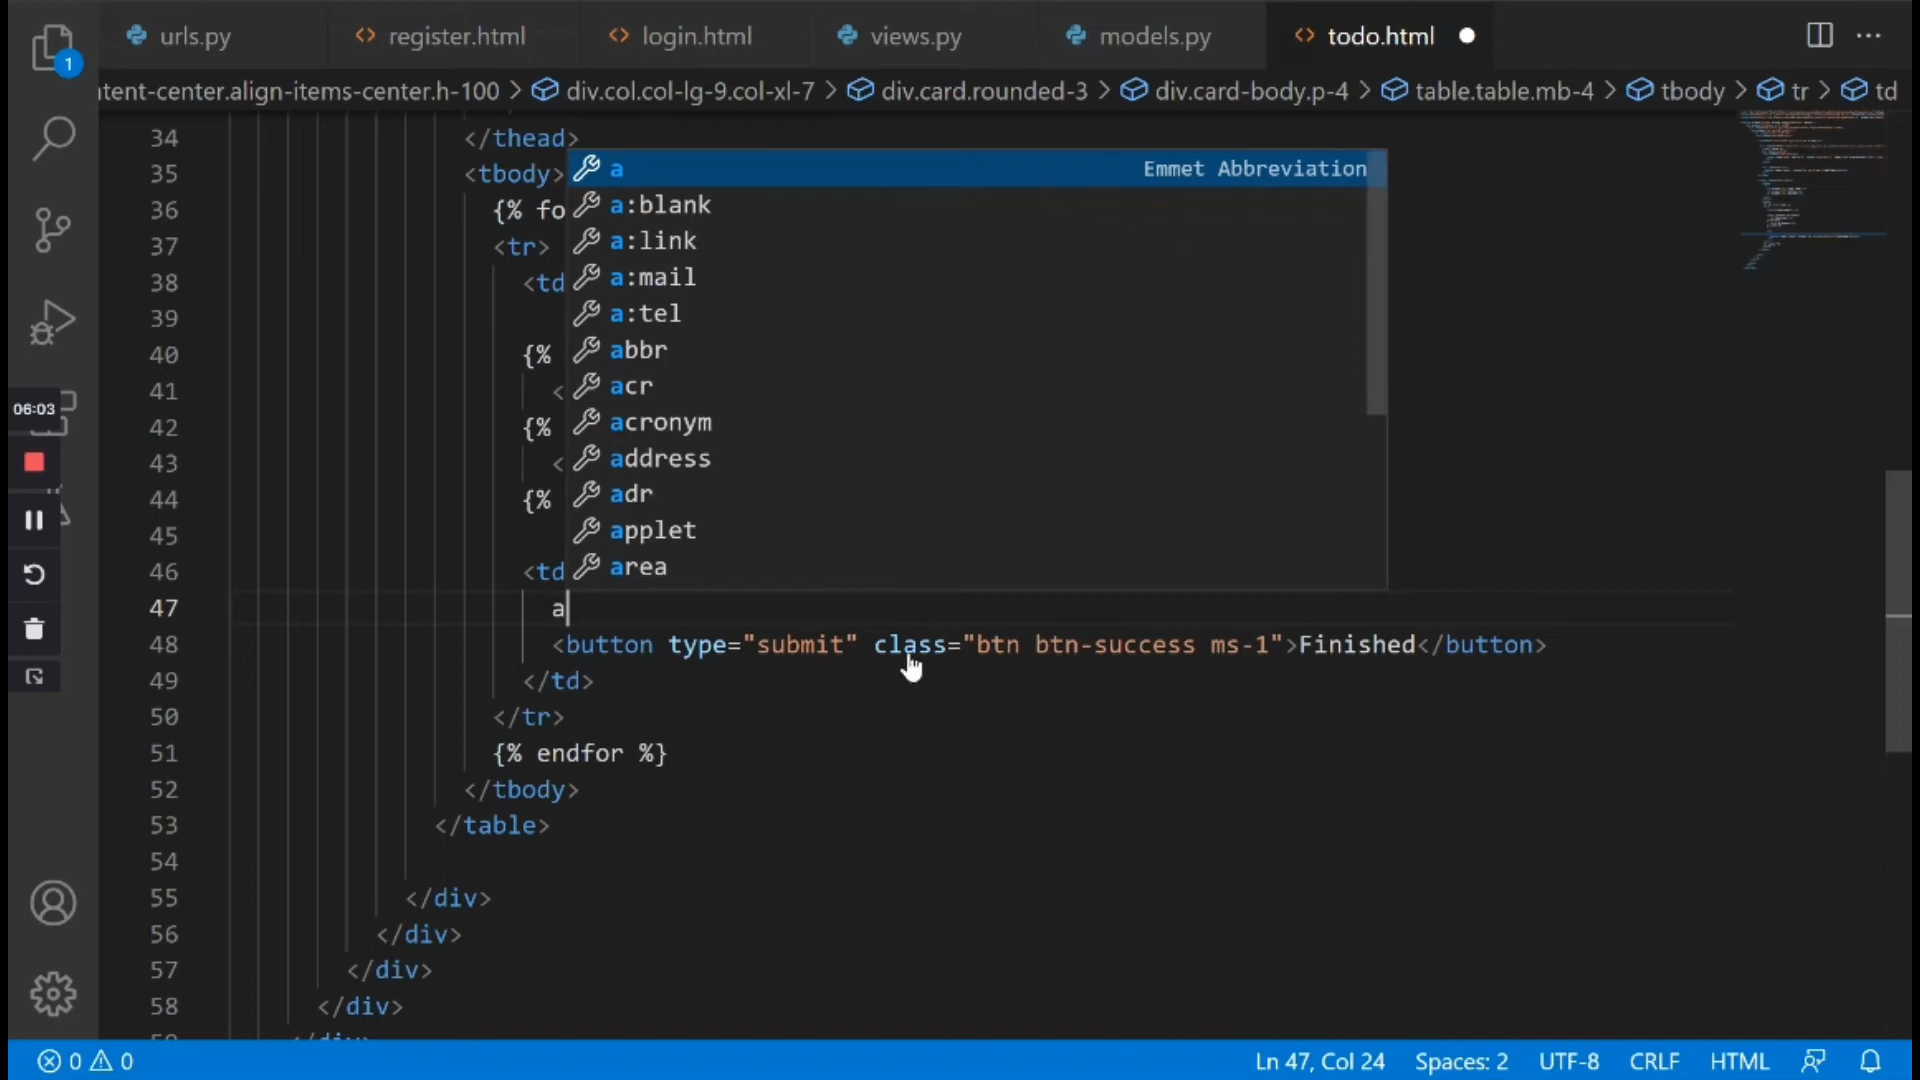 urls.py register.html login.html views.py models.py todo.html
1
ntent-center.align-items-center.h-100 > div.col.col-lg-9.col-xl-7 > div.card.rounded-3 > div.card-body.p-4 > table.table.mb-4 > tbody > tr > td
34 </thead>
35 <tbody>
a Emmet Abbreviation
a:blank
36 {% fo
a:link
37 <tr>
a:mail
38 <td
a:tel
39
abbr
40 {%
acr
41 <
06:03
acronym
42 {%
address
43 <
adr
44 {%
applet
45
area
46 <td
47 a
48 <button type="submit" class="btn btn-success ms-1">Finished</button>
49 </td>
50 </tr>
51 {% endfor %}
52 </tbody>
53 </table>
54
55 </div>
56 </div>
57 </div>
58 </div>
0 0 Ln 47, Col 24 Spaces: 2 UTF-8 CRLF HTML